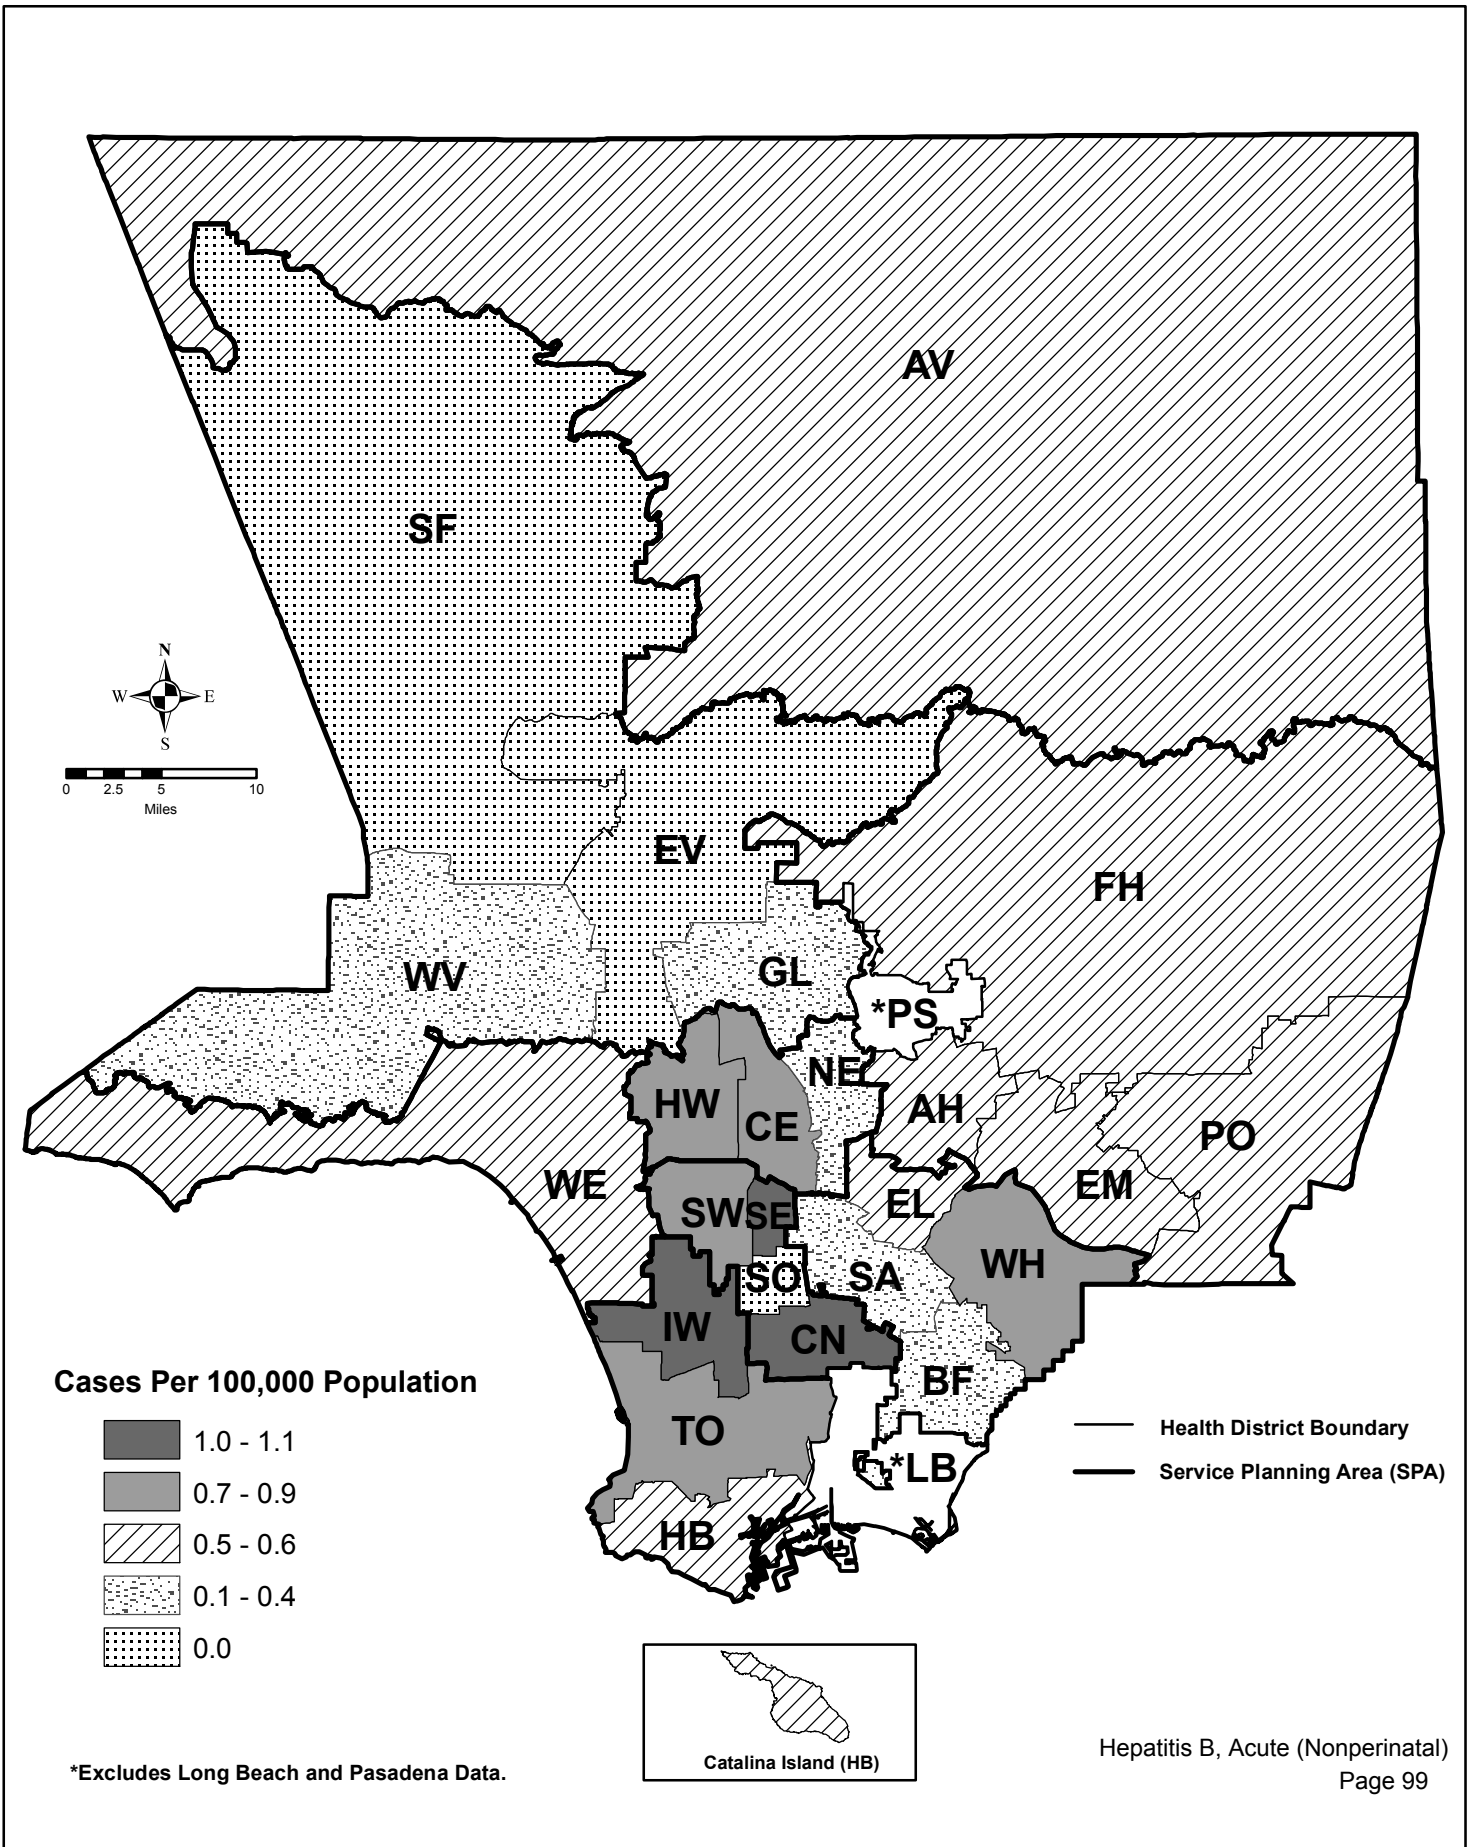 AV
SF
N
W E
S
0 2.5 5 10
Miles
EV
FH
WV
GL
*PS
NE
HW
AH
CE
PO
WE
EM
EL
SW
SE
WH
SO
SA
IW
CN
BF
TO
*LB
HB
Cases Per 100,000 Population
1.0 - 1.1
0.7 - 0.9
0.5 - 0.6
0.1 - 0.4
0.0
Health District Boundary
Service Planning Area (SPA)
Catalina Island (HB)
*Excludes Long Beach and Pasadena Data.
Hepatitis B, Acute (Nonperinatal)
Page 99